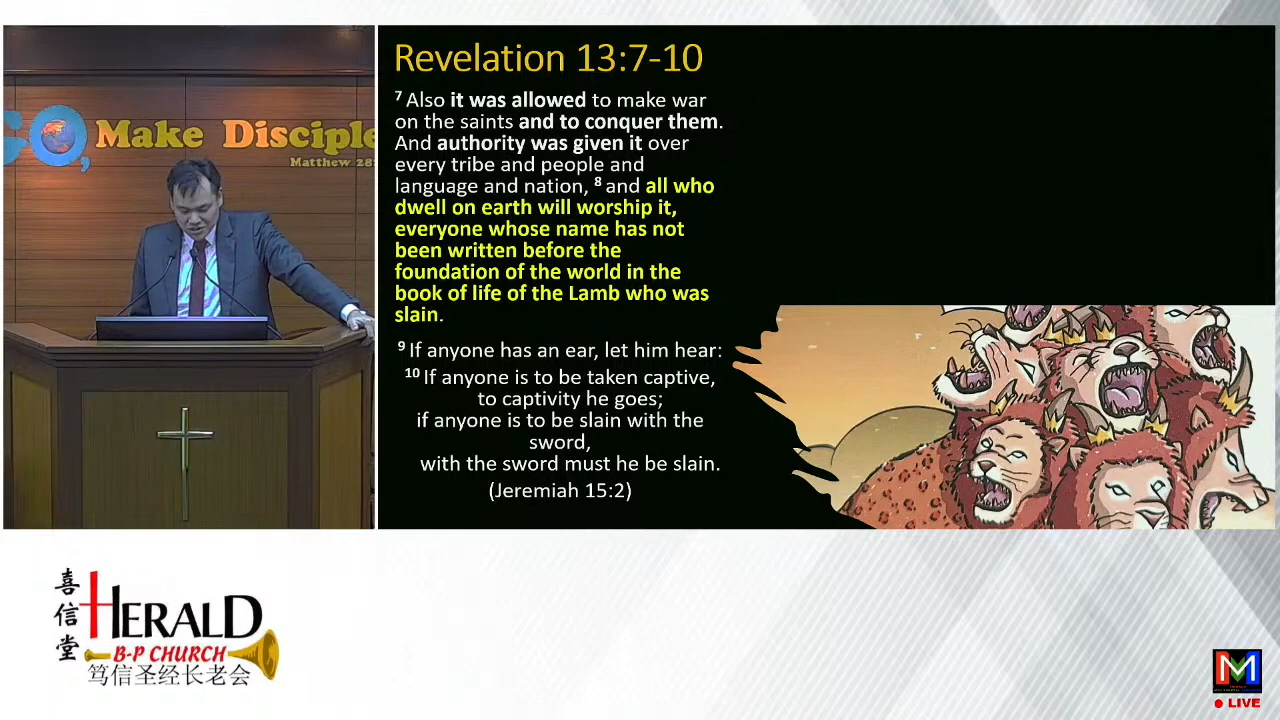 GO, Make Disciple
Matthew 28:
Revelation 13:7-10
7 Also it was allowed to make war
on the saints and to conquer them.
And authority was given it over
every tribe and people and
language and nation, 8 and all who
dwell on earth will worship it,
everyone whose name has not
been written before the
foundation of the world in the
book of life of the Lamb who was
slain.
9 If anyone has an ear, let him hear:
10 If anyone is to be taken captive,
to captivity he goes;
if anyone is to be slain with the
sword,
with the sword must he be slain.
(Jeremiah 15:2)
喜信堂
HERALD
B-P CHURCH
笃信圣经长老会
LIVE